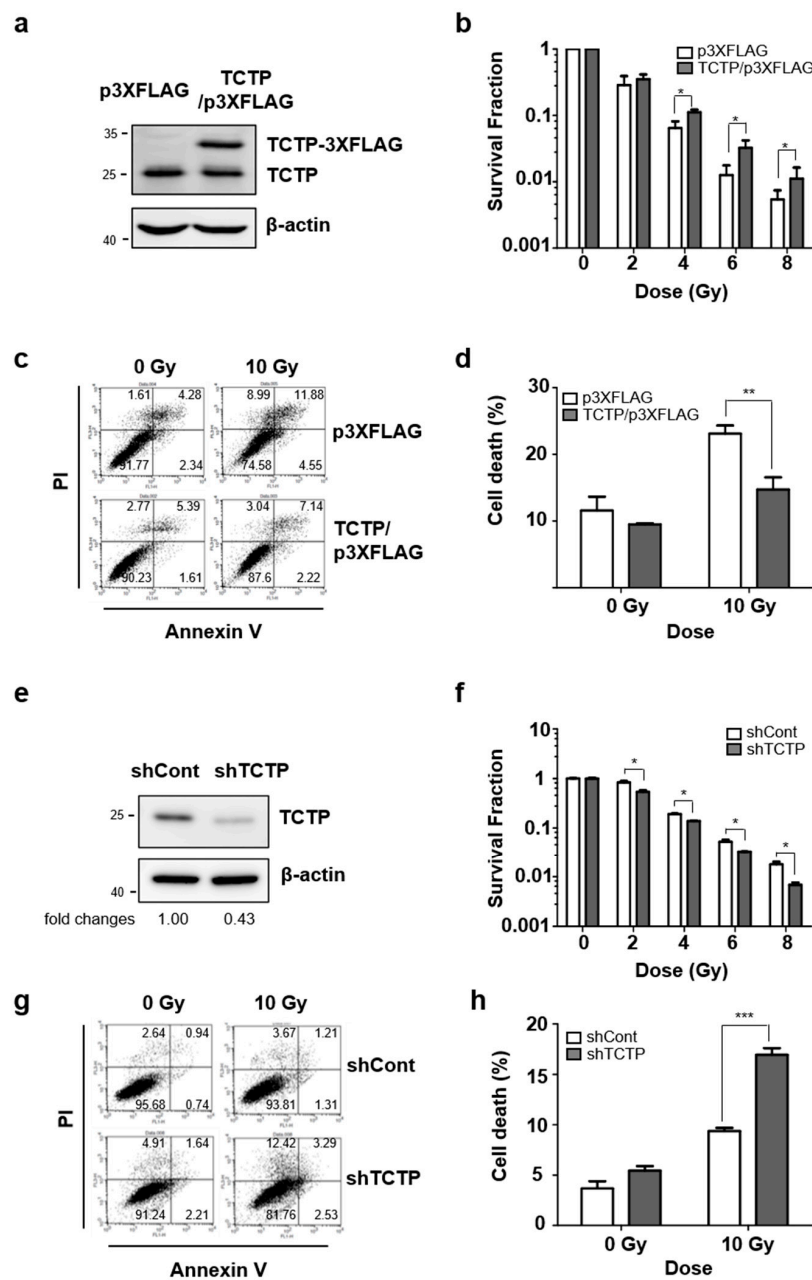 a
p3XFLAG TCTP
/p3XFLAG
35
25
TCTP-3XFLAG
TCTP
40
β-actin
b
p3XFLAG
TCTP/p3XFLAG
Survival Fraction
1
0.1
0.01
0.001
* * *
0 2 4 6 8
Dose (Gy)
c
0 Gy 10 Gy
1.61 4.28 8.99 11.88
91.77 2.34 74.58 4.55
p3XFLAG
2.77 5.39 3.04 7.14
90.23 1.61 87.6 2.22
TCTP/
p3XFLAG
PI
Annexin V
d
p3XFLAG
TCTP/p3XFLAG
Cell death (%)
30
20
10
**
0 Gy 10 Gy
Dose
e
shCont shTCTP
25
TCTP
40
β-actin
fold changes 1.00 0.43
f
shCont
shTCTP
Survival Fraction
10
1
0.1
0.01
0.001
* * * *
0 2 4 6 8
Dose (Gy)
g
0 Gy 10 Gy
2.64 0.94 3.67 1.21
95.68 0.74 93.81 1.31
shCont
4.91 1.64 12.42 3.29
91.24 2.21 81.76 2.53
shTCTP
PI
Annexin V
h
shCont
shTCTP
Cell death (%)
20
15
10
5
0
***
0 Gy 10 Gy
Dose